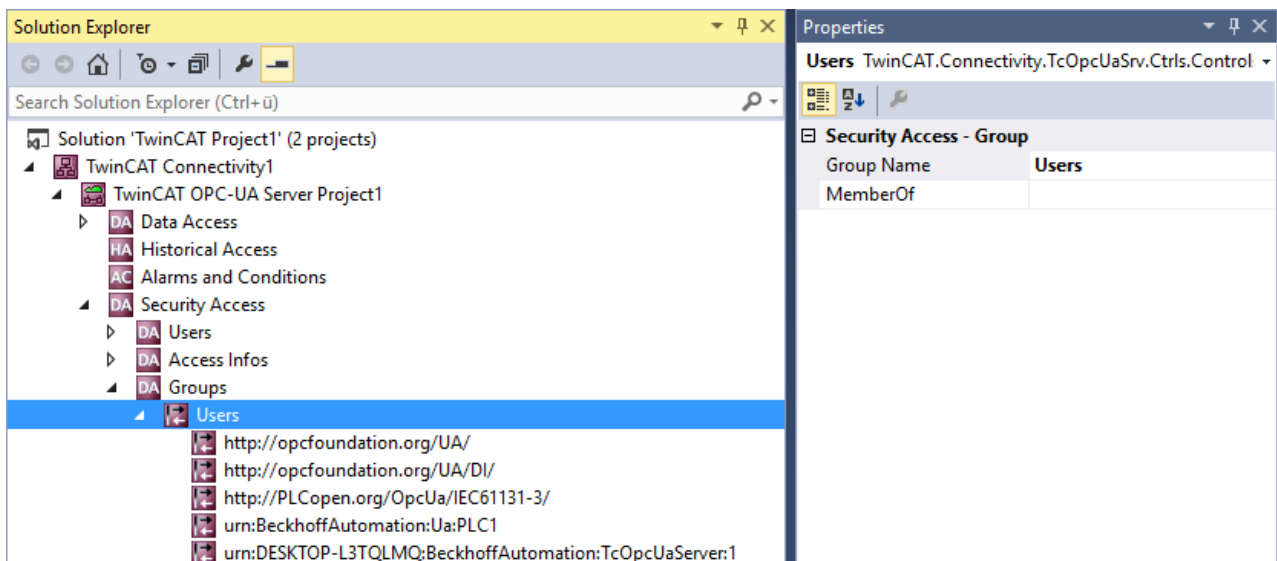 Solution Explorer
Search Solution Explorer (Ctrl+ü)
Solution 'TwinCAT Project1' (2 projects)
TwinCAT Connectivity1
TwinCAT OPC-UA Server Project1
DA Data Access
HA Historical Access
AC Alarms and Conditions
DA Security Access
DA Users
DA Access Infos
DA Groups
Users
http://opcfoundation.org/UA/
http://opcfoundation.org/UA/DI/
http://PLCopen.org/OpcUa/IEC61131-3/
urn:BeckhoffAutomation:Ua:PLC1
urn:DESKTOP-L3TQLMQ:BeckhoffAutomation:TcOpcUaServer:1
Properties
Users TwinCAT.Connectivity.TcOpcUaSrv.Ctrls.Control
Security Access - Group
Group Name Users
MemberOf